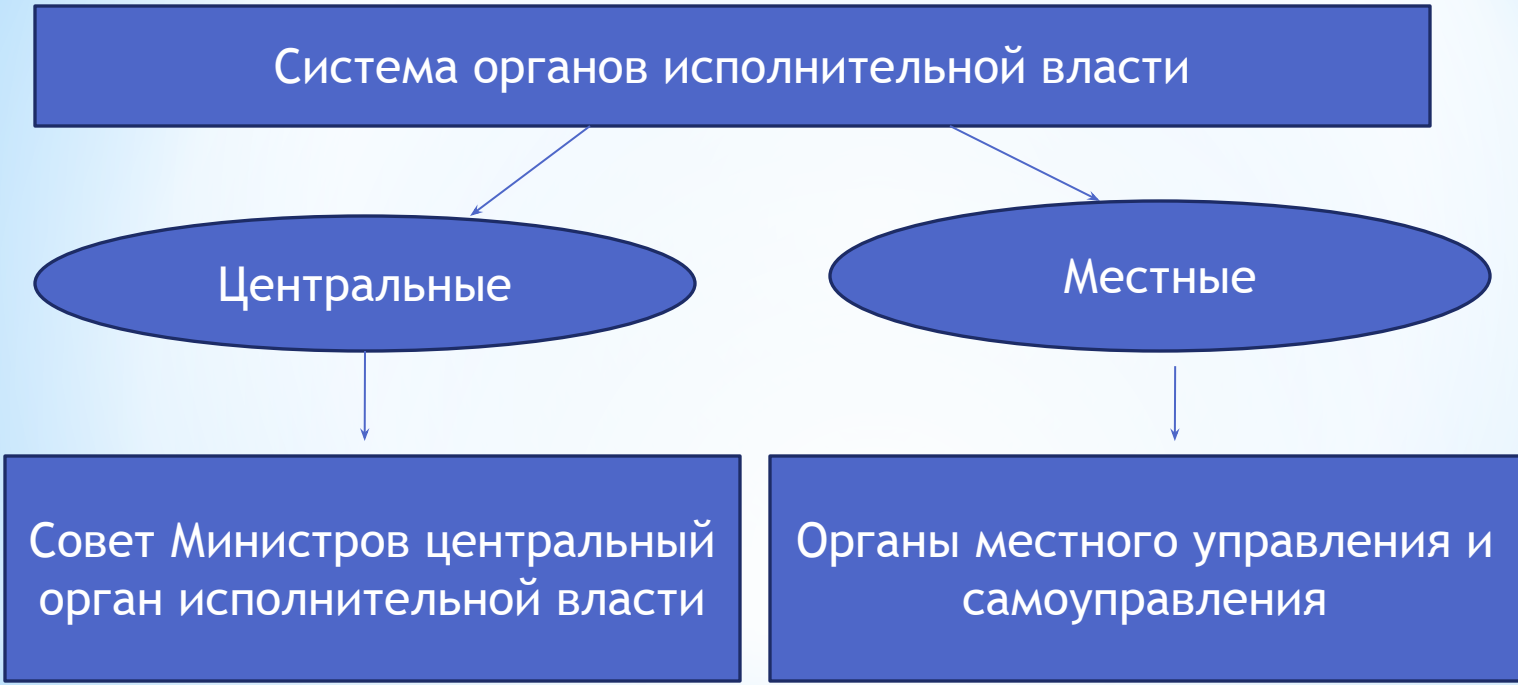 Система органов исполнительной власти
Центральные
Местные
Совет Министров центральный
орган исполнительной власти
Органы местного управления и
самоуправления